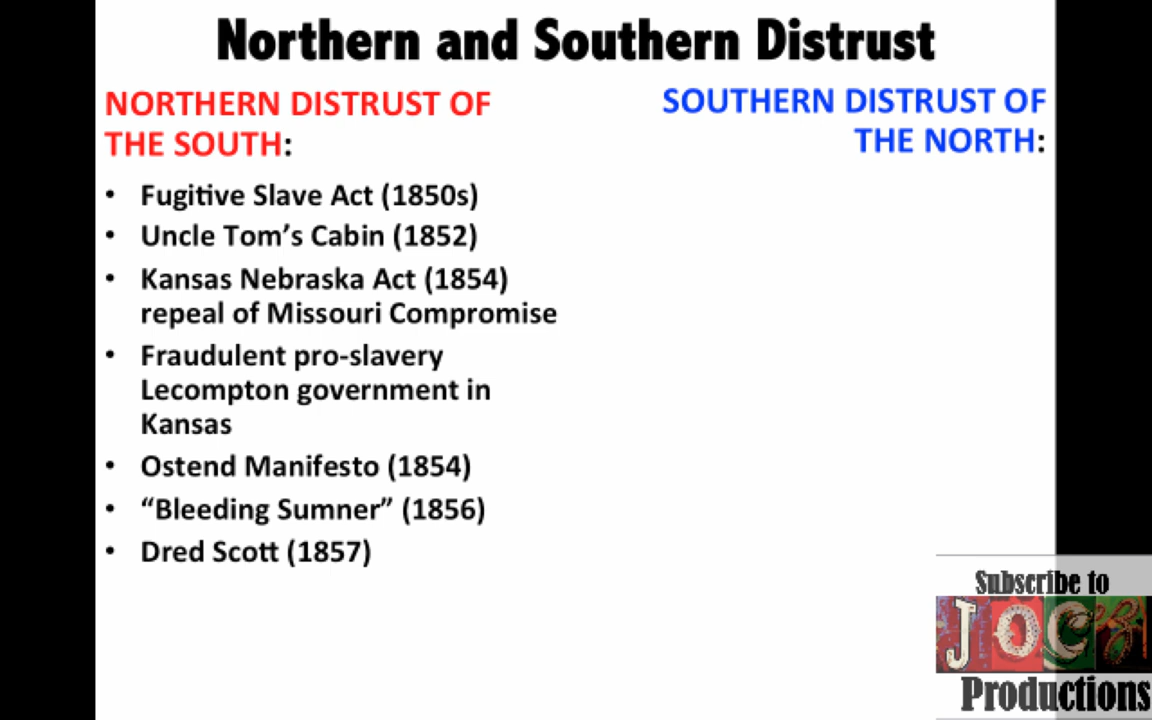 Northern and Southern Distrust
NORTHERN DISTRUST OF
THE SOUTH:
• Fugitive Slave Act (1850s)
• Uncle Tom’s Cabin (1852)
• Kansas Nebraska Act (1854)
repeal of Missouri Compromise
• Fraudulent pro-slavery
Lecompton government in
Kansas
• Ostend Manifesto (1854)
• “Bleeding Sumner” (1856)
• Dred Scott (1857)
SOUTHERN DISTRUST OF
THE NORTH:
Subscribe to
JOCZ
Productions